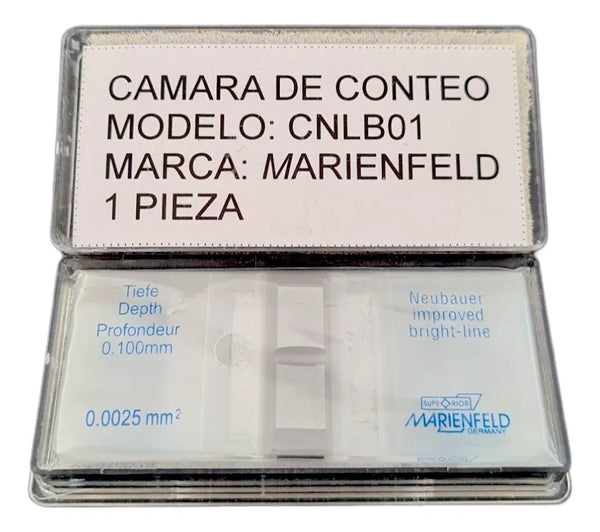 CAMARA DE CONTEO
MODELO: CNLB01
MARCA: MARIENFELD
1 PIEZA
Tiefe
Depth
Profondeur
0.100mm
0.0025 mm²
Neubauer
improved
bright-line
SUPERIOR
MARIENFELD
GERMANY